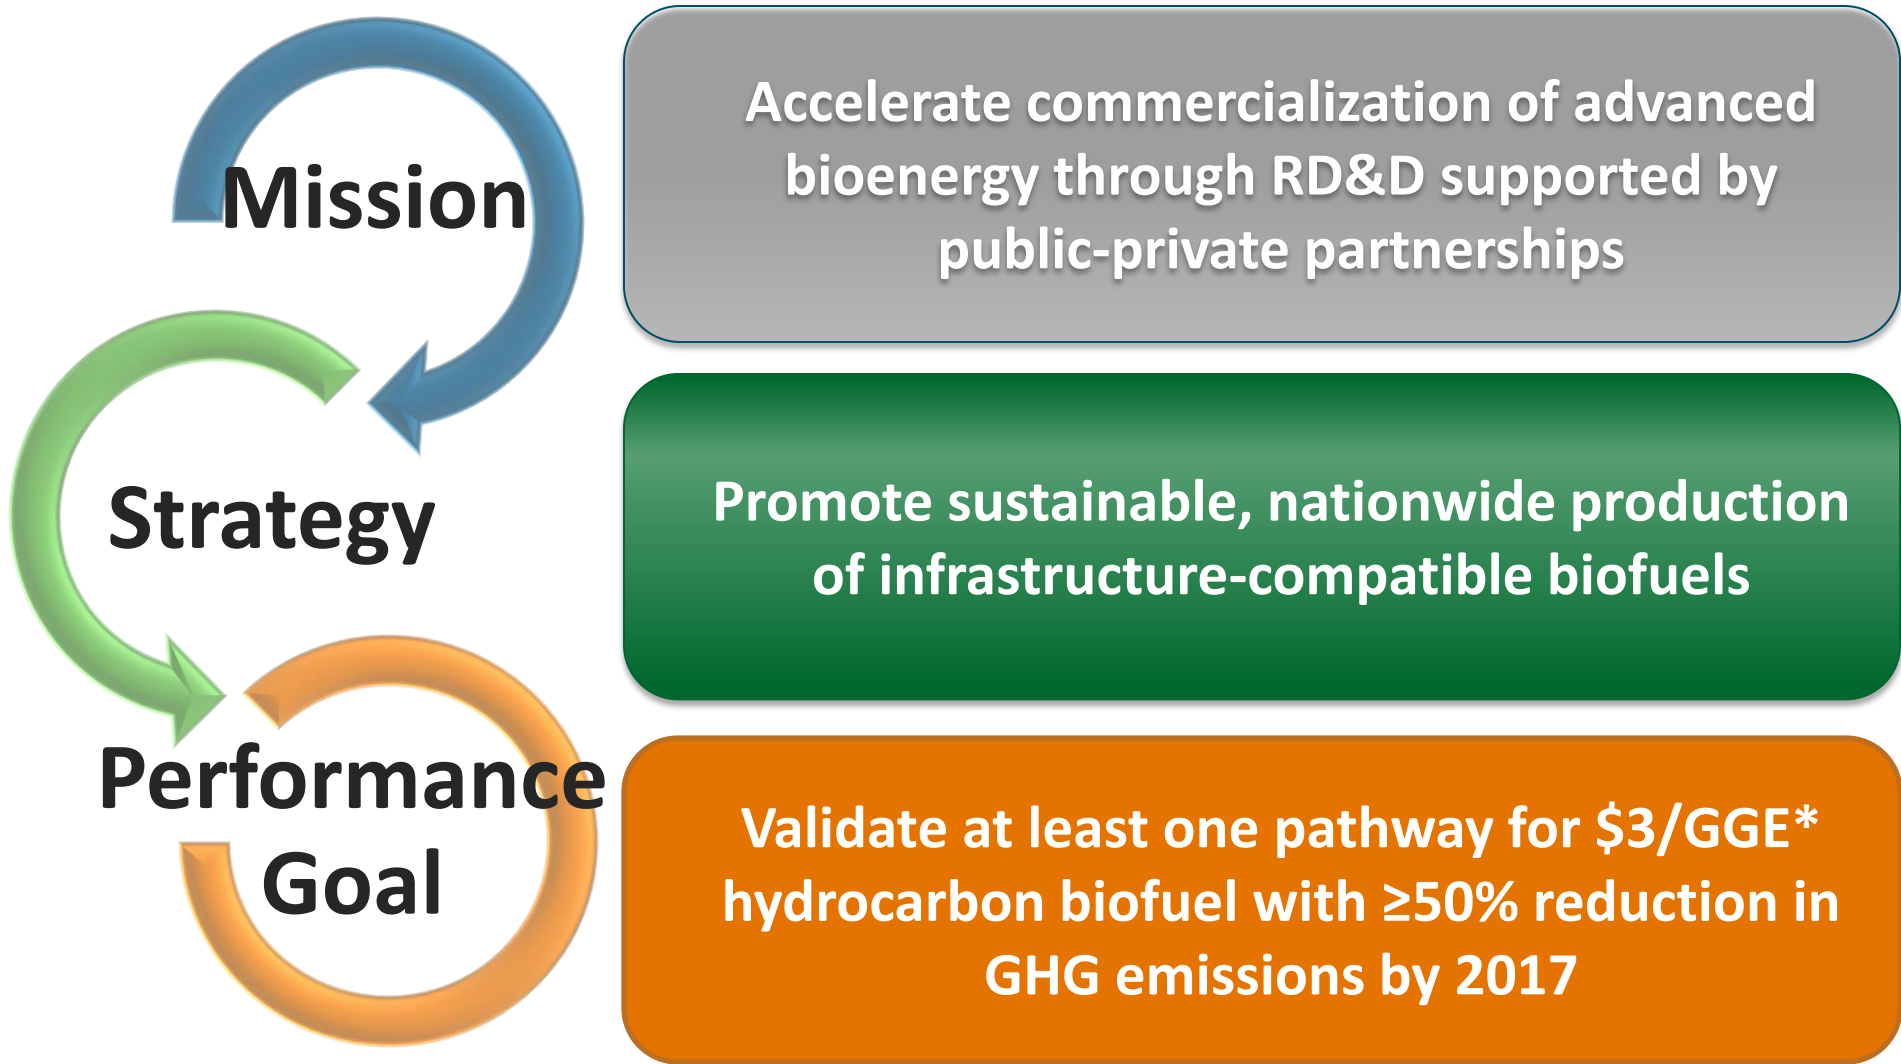 Mission
Accelerate commercialization of advanced
bioenergy through RD&D supported by
public-private partnerships
Strategy
Promote sustainable, nationwide production
of infrastructure-compatible biofuels
Performance
Goal
Validate at least one pathway for $3/GGE*
hydrocarbon biofuel with ≥50% reduction in
GHG emissions by 2017